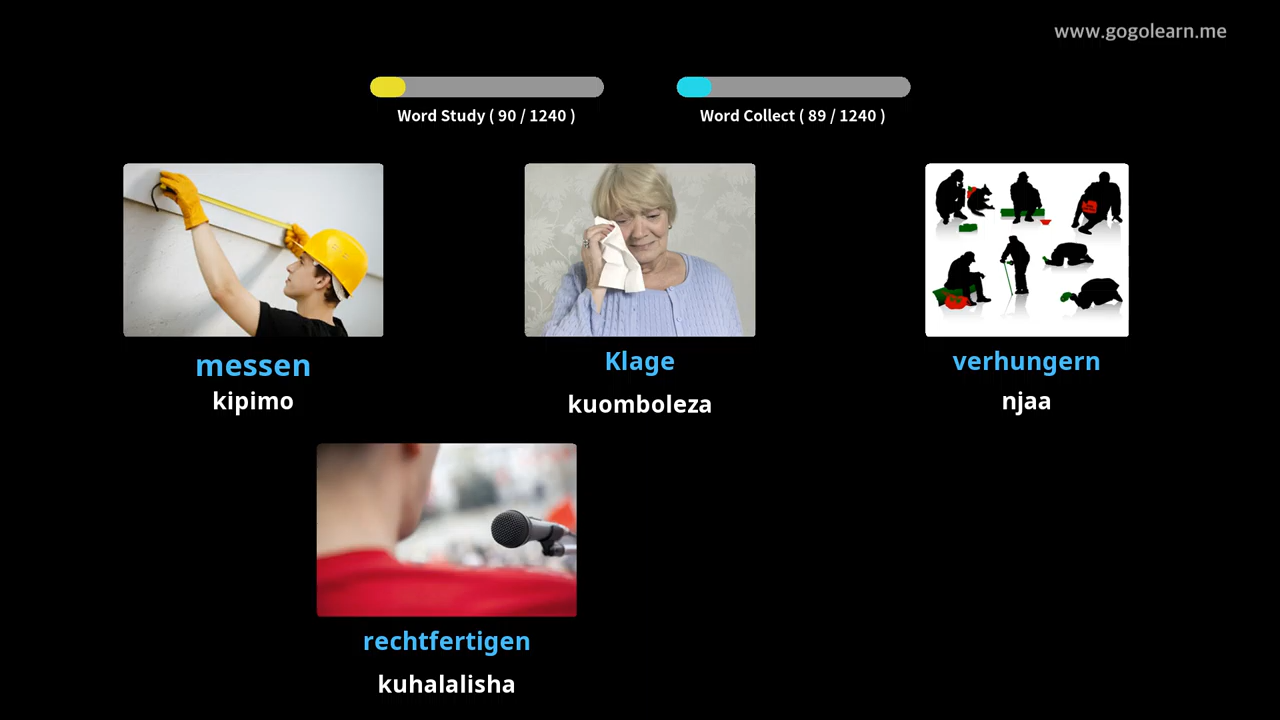 www.gogolearn.me
Word Study ( 90 / 1240 )
Word Collect ( 89 / 1240 )
messen
kipimo
Klage
kuomboleza
verhungern
njaa
rechtfertigen
kuhalalisha